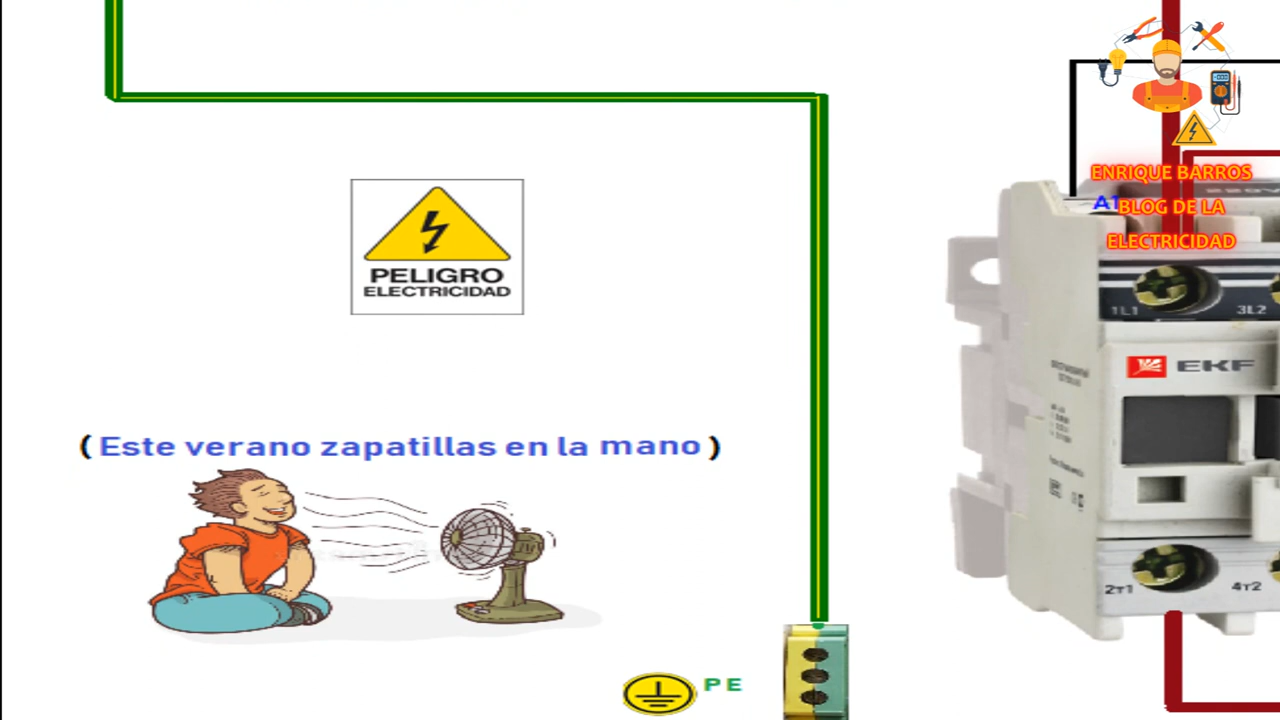 ENRIQUE BARROS
A1
BLOG DE LA
ELECTRICIDAD
PELIGRO
ELECTRICIDAD
1L1
3L2
EKF
(Este verano zapatillas en la mano)
2T1
4T2
PE